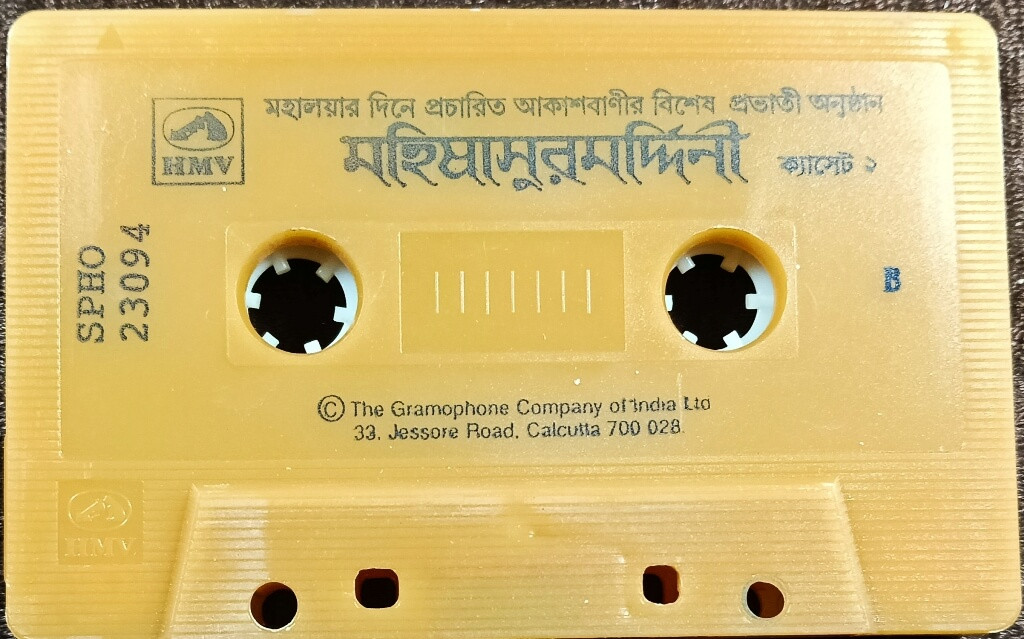 মহালয়ার দিনে প্রচারিত আকাশবাণীর বিশেষ প্রভাতী অনুষ্ঠান
HMV
মহিষাসুরমর্দ্দিনী
ক্যাসেট ২
SPHO
23094
B
© The Gramophone Company of India Ltd
33, Jessore Road, Calcutta 700 028
HMV